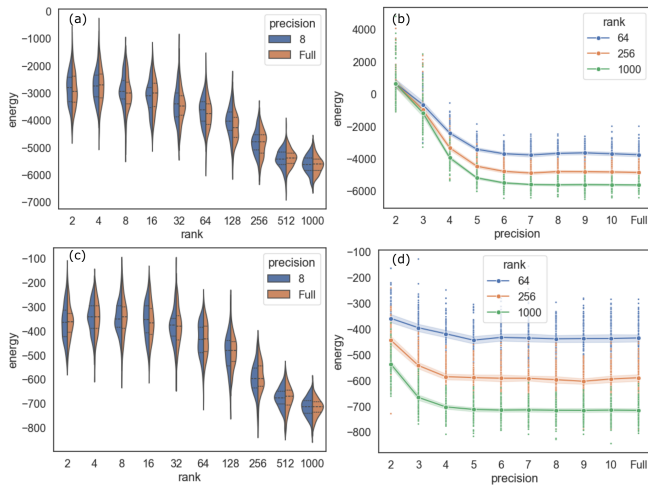 (a)
precision
8
Full
energy
0
−1000
−2000
−3000
−4000
−5000
−6000
−7000
2 4 8 16 32 64 128 256 512 1000
rank
(b)
rank
64
256
1000
energy
4000
2000
0
−2000
−4000
−6000
2 3 4 5 6 7 8 9 10 Full
precision
(c)
precision
8
Full
energy
−100
−200
−300
−400
−500
−600
−700
−800
2 4 8 16 32 64 128 256 512 1000
rank
(d)
rank
64
256
1000
energy
−100
−200
−300
−400
−500
−600
−700
−800
2 3 4 5 6 7 8 9 10 Full
precision